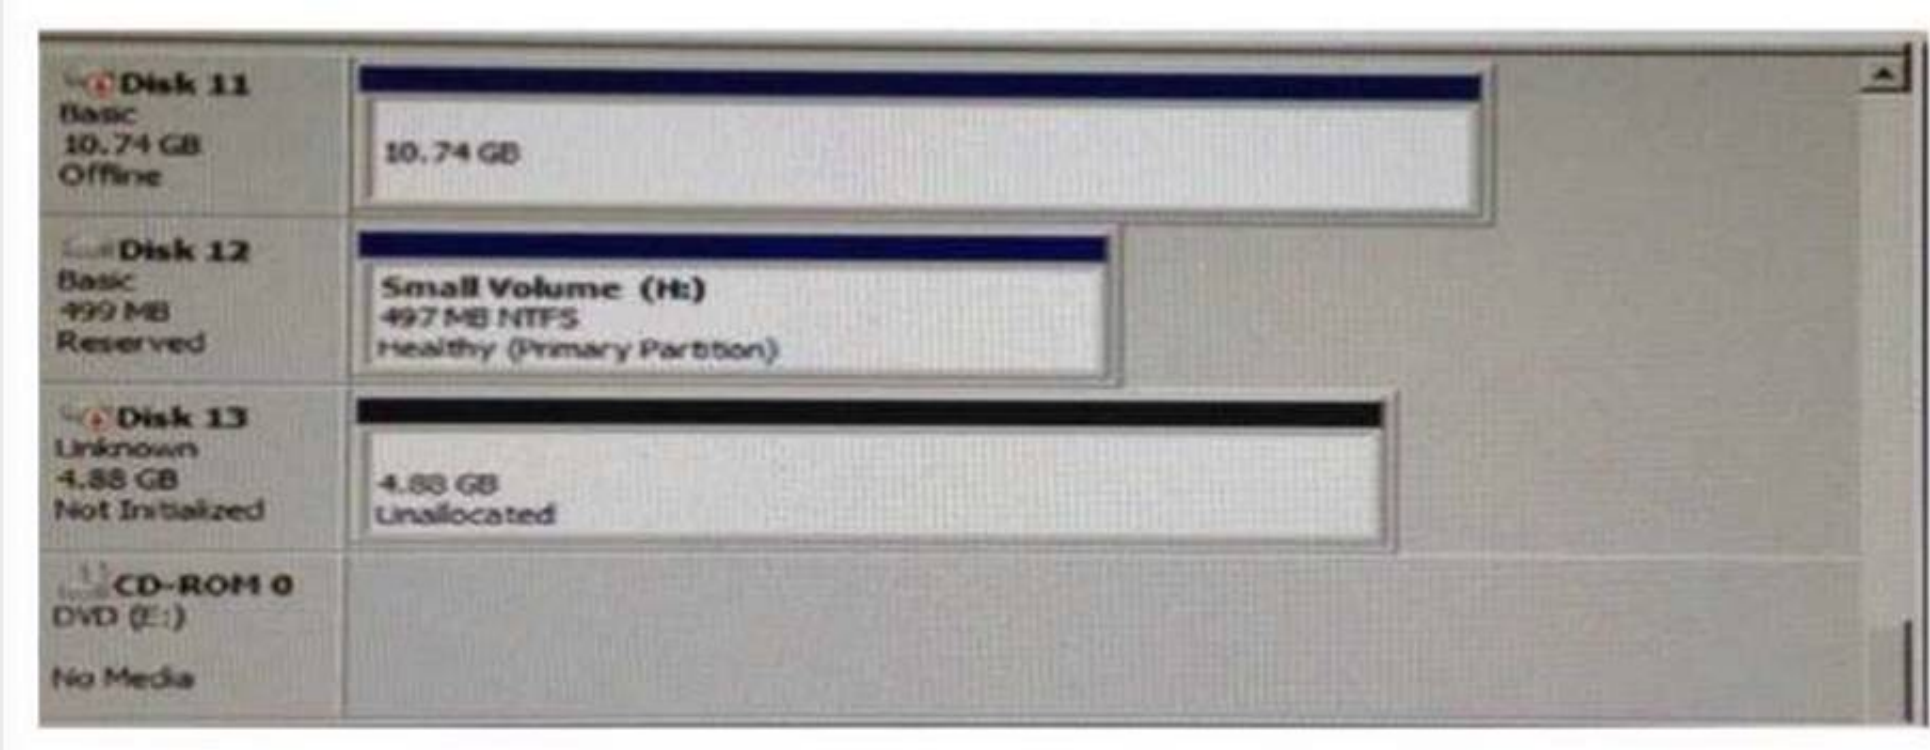 Disk 11
Basic
10.74 GB
Offline
10.74 GB
Disk 12
Basic
499 MB
Reserved
Small Volume (H:)
497 MB NTFS
Healthy (Primary Partition)
Disk 13
Unknown
4.88 GB
Not Initialized
4.88 GB
Unallocated
CD-ROM 0
DVD (E:)
No Media